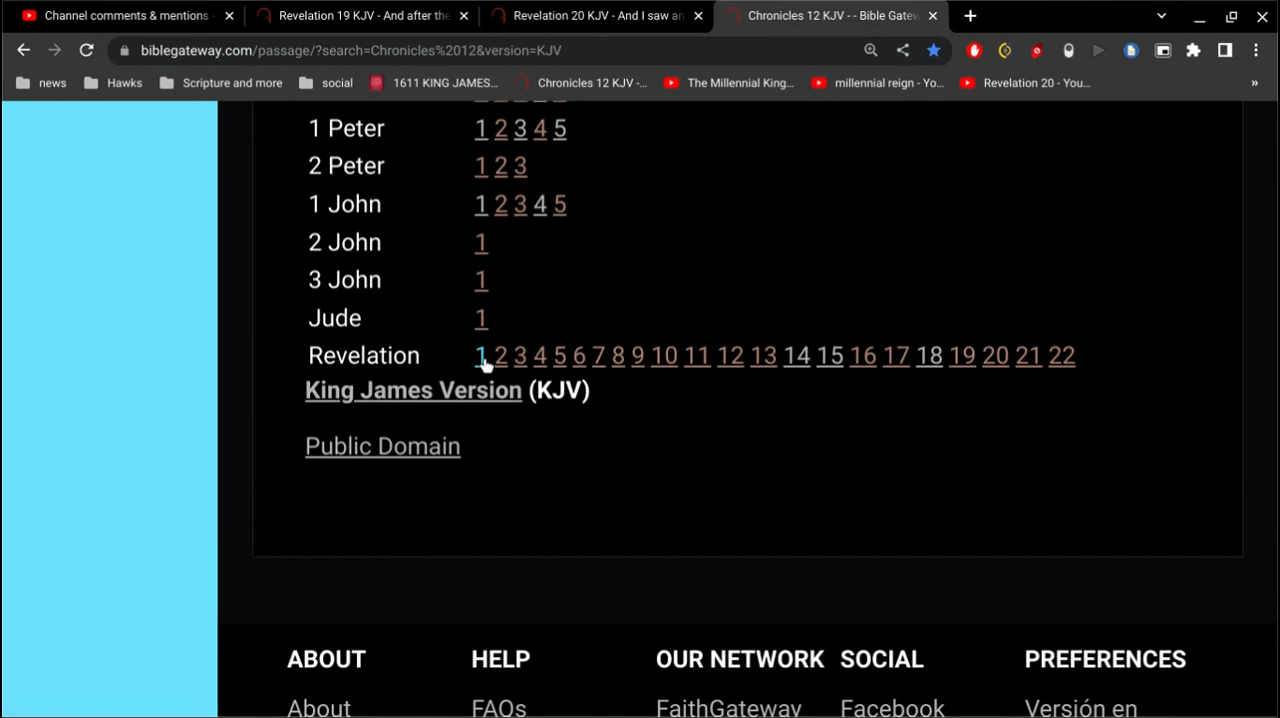 Channel comments & mentions -
Revelation 19 KJV - And after the
Revelation 20 KJV - And I saw an
Chronicles 12 KJV - - Bible Gatew
biblegateway.com/passage/?search=Chronicles%2012&version=KJV
news Hawks Scripture and more social 1611 KING JAMES... Chronicles 12 KJV -... The Millennial King... millennial reign - Yo... Revelation 20 - You... »
1 Peter 1 2 3 4 5
2 Peter 1 2 3
1 John 1 2 3 4 5
2 John 1
3 John 1
Jude 1
Revelation 1 2 3 4 5 6 7 8 9 10 11 12 13 14 15 16 17 18 19 20 21 22
King James Version (KJV)
Public Domain
ABOUT HELP OUR NETWORK SOCIAL PREFERENCES
About FAQs FaithGateway Facebook Versión en